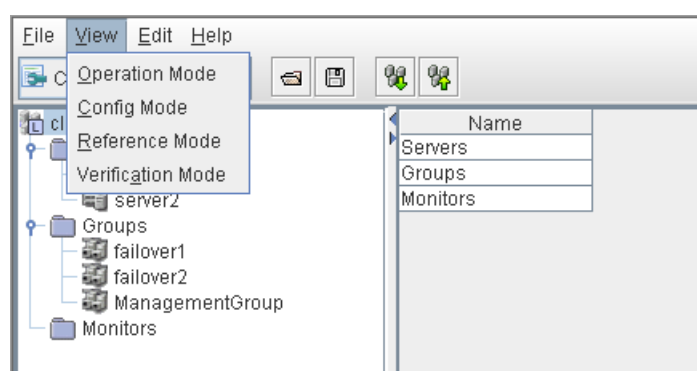 File View Edit Help
Operation Mode
Config Mode
Reference Mode
Verification Mode
C
cl
server2
Groups
failover1
failover2
ManagementGroup
Monitors
Name
Servers
Groups
Monitors